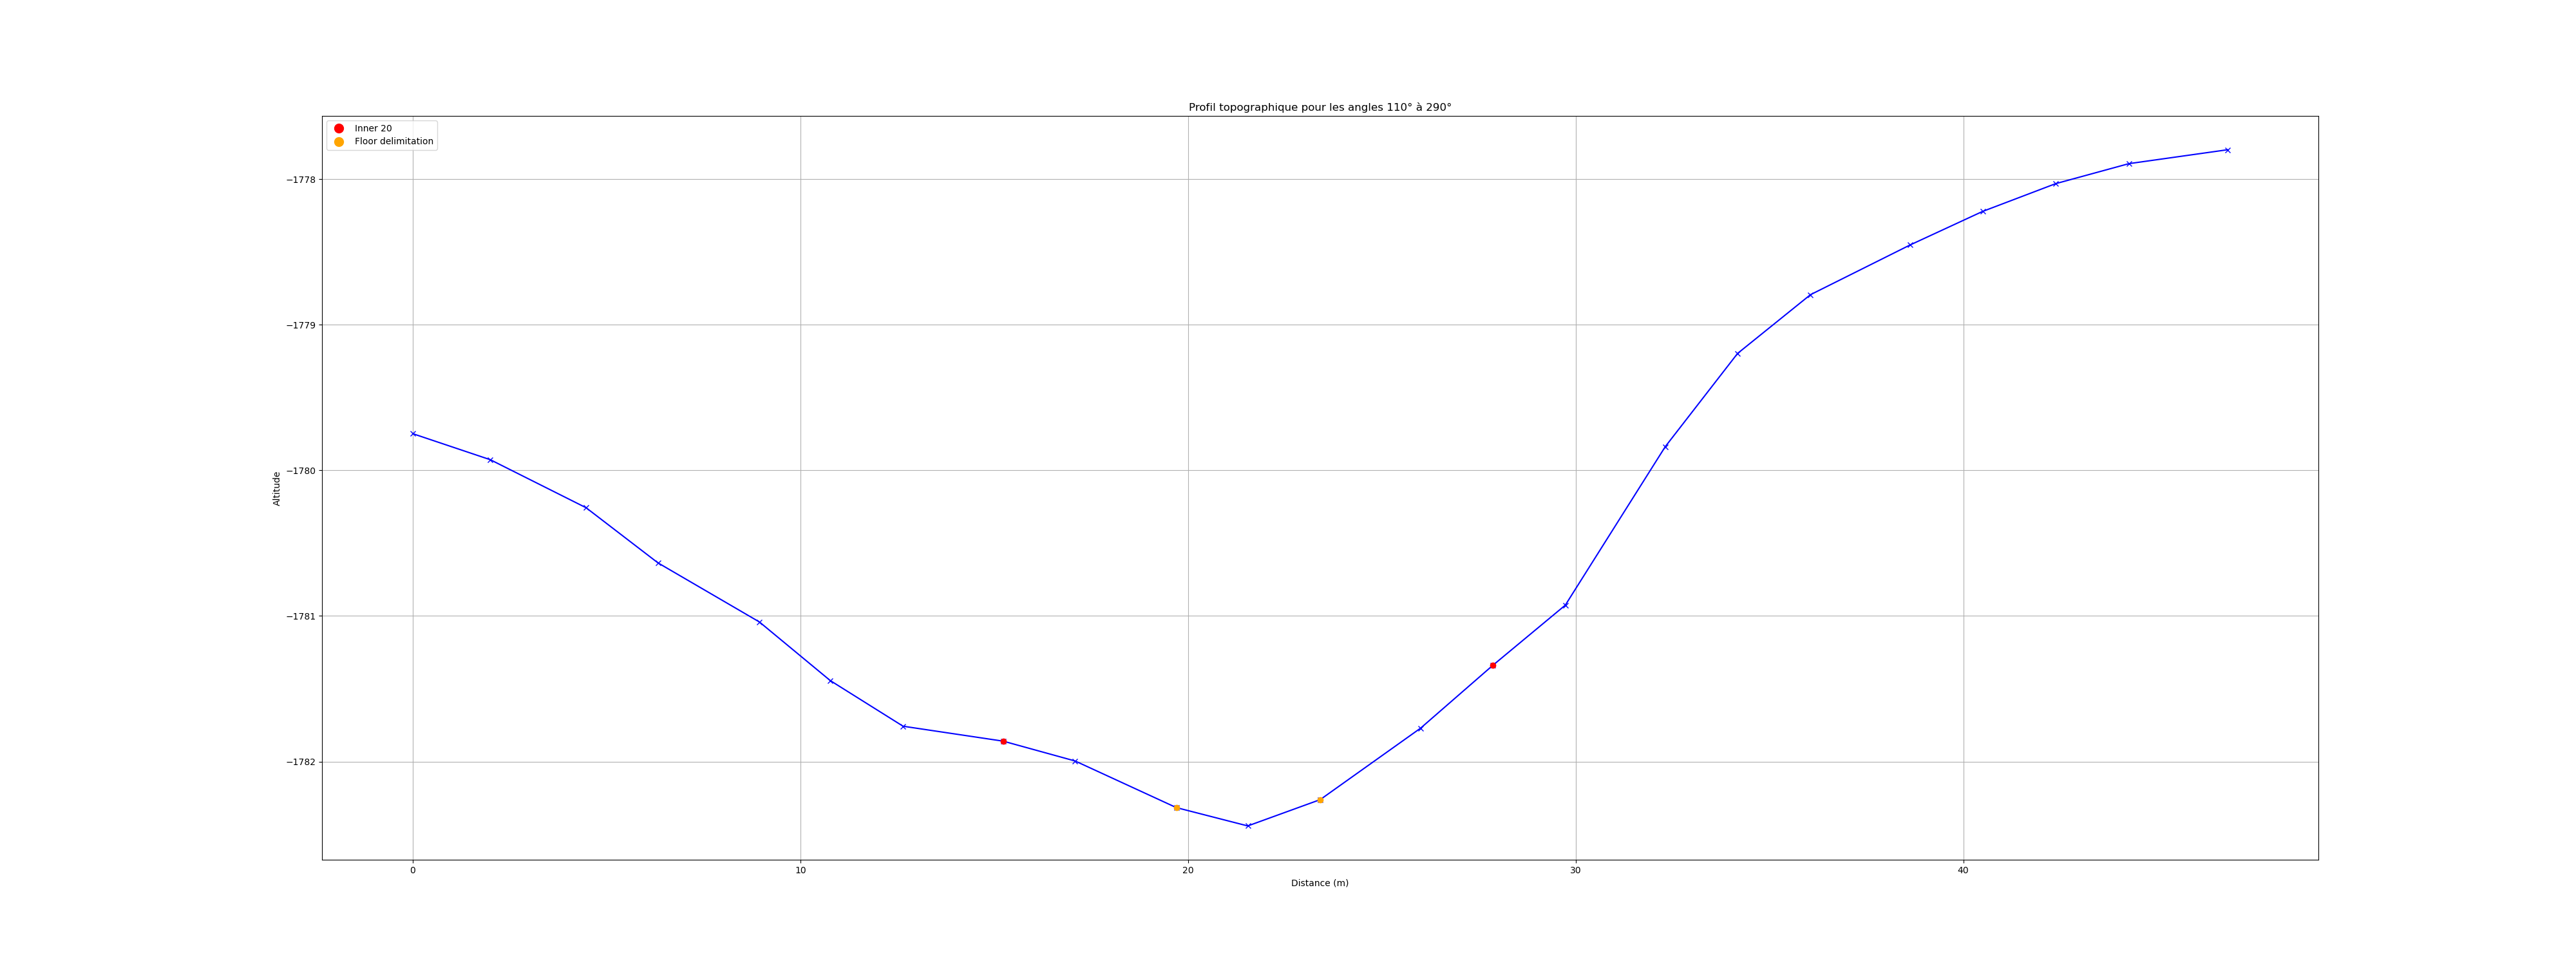 Profil topographique pour les angles 110° à 290°
Inner 20
Floor delimitation
−1778
−1779
−1780
−1781
−1782
Altitude
0 10 20 30 40
Distance (m)